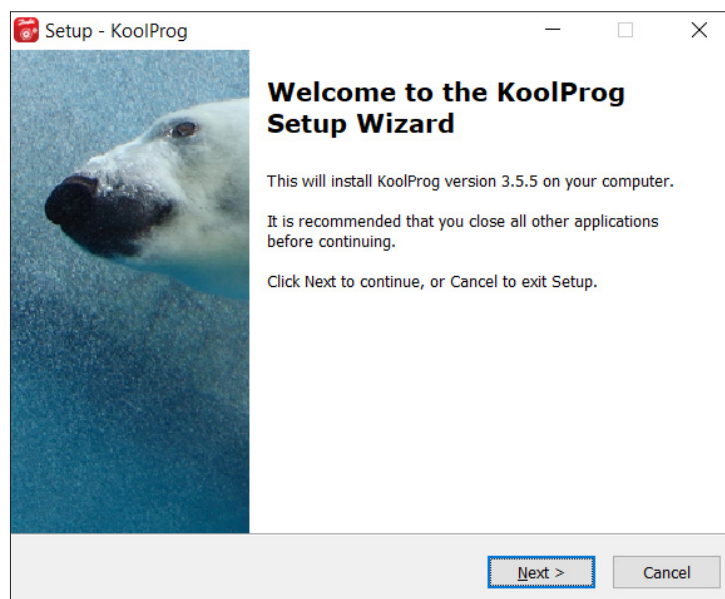 Setup - KoolProg
Welcome to the KoolProg
Setup Wizard
This will install KoolProg version 3.5.5 on your computer.
It is recommended that you close all other applications
before continuing.
Click Next to continue, or Cancel to exit Setup.
Next >
Cancel